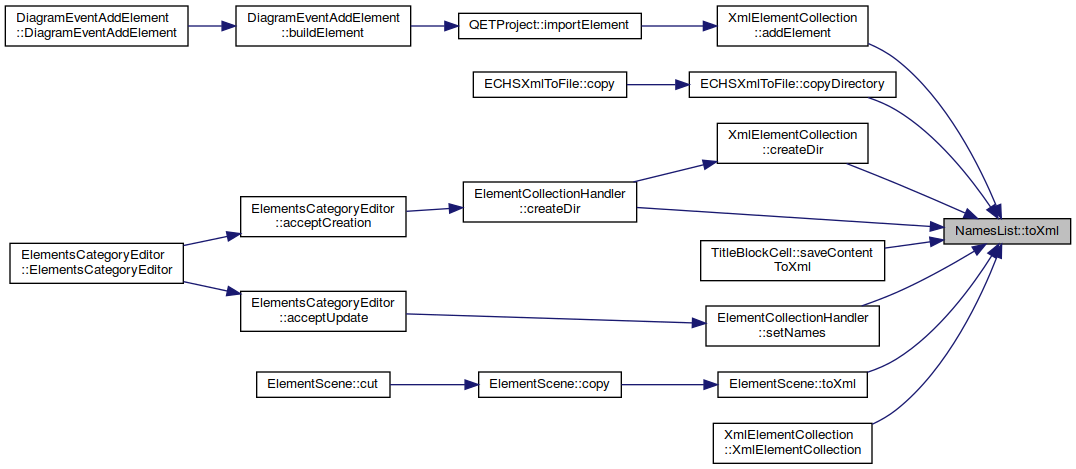 DiagramEventAddElement
::DiagramEventAddElement
DiagramEventAddElement
::buildElement
QETProject::importElement
XmlElementCollection
::addElement
ECHSXmlToFile::copy
ECHSXmlToFile::copyDirectory
XmlElementCollection
::createDir
ElementCollectionHandler
::createDir
ElementsCategoryEditor
::acceptCreation
NamesList::toXml
ElementsCategoryEditor
::ElementsCategoryEditor
TitleBlockCell::saveContent
ToXml
ElementsCategoryEditor
::acceptUpdate
ElementCollectionHandler
::setNames
ElementScene::cut
ElementScene::copy
ElementScene::toXml
XmlElementCollection
::XmlElementCollection